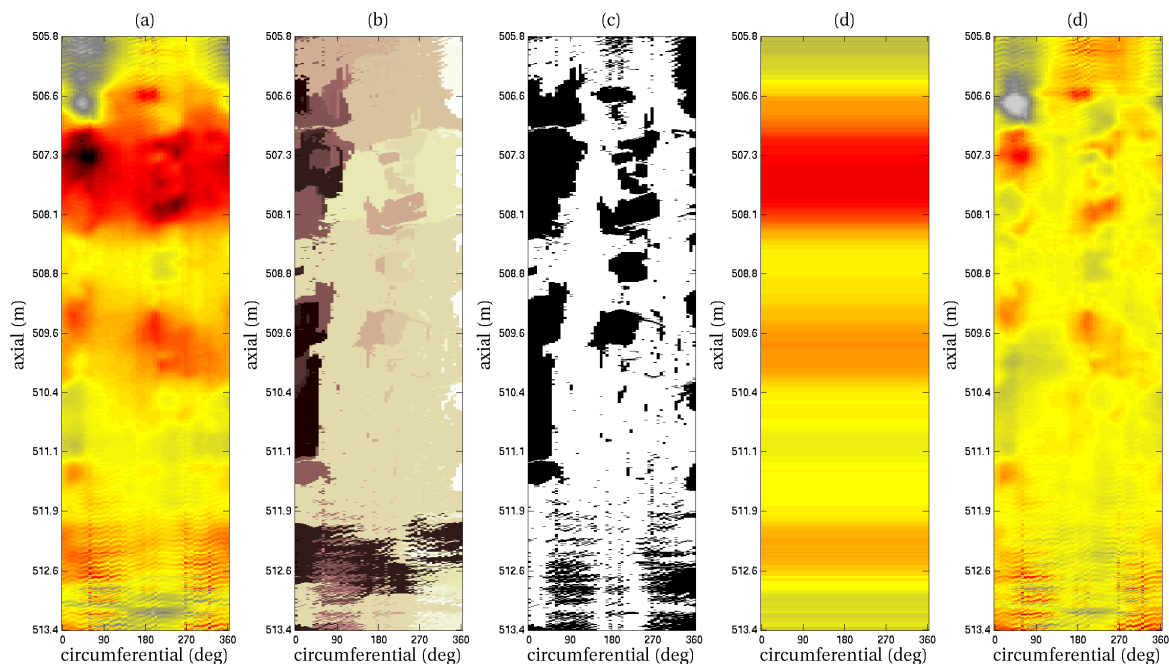 (a) (b) (c) (d) (d)
505.8 505.8 505.8 505.8 505.8
506.6 506.6 506.6 506.6 506.6
507.3 507.3 507.3 507.3 507.3
508.1 508.1 508.1 508.1 508.1
508.8 508.8 508.8 508.8 508.8
509.6 509.6 509.6 509.6 509.6
510.4 510.4 510.4 510.4 510.4
511.1 511.1 511.1 511.1 511.1
511.9 511.9 511.9 511.9 511.9
512.6 512.6 512.6 512.6 512.6
513.4 513.4 513.4 513.4 513.4
axial (m) axial (m) axial (m) axial (m) axial (m)
0 90 180 270 360 0 90 180 270 360 0 90 180 270 360 0 90 180 270 360 0 90 180 270 360
circumferential (deg) circumferential (deg) circumferential (deg) circumferential (deg) circumferential (deg)